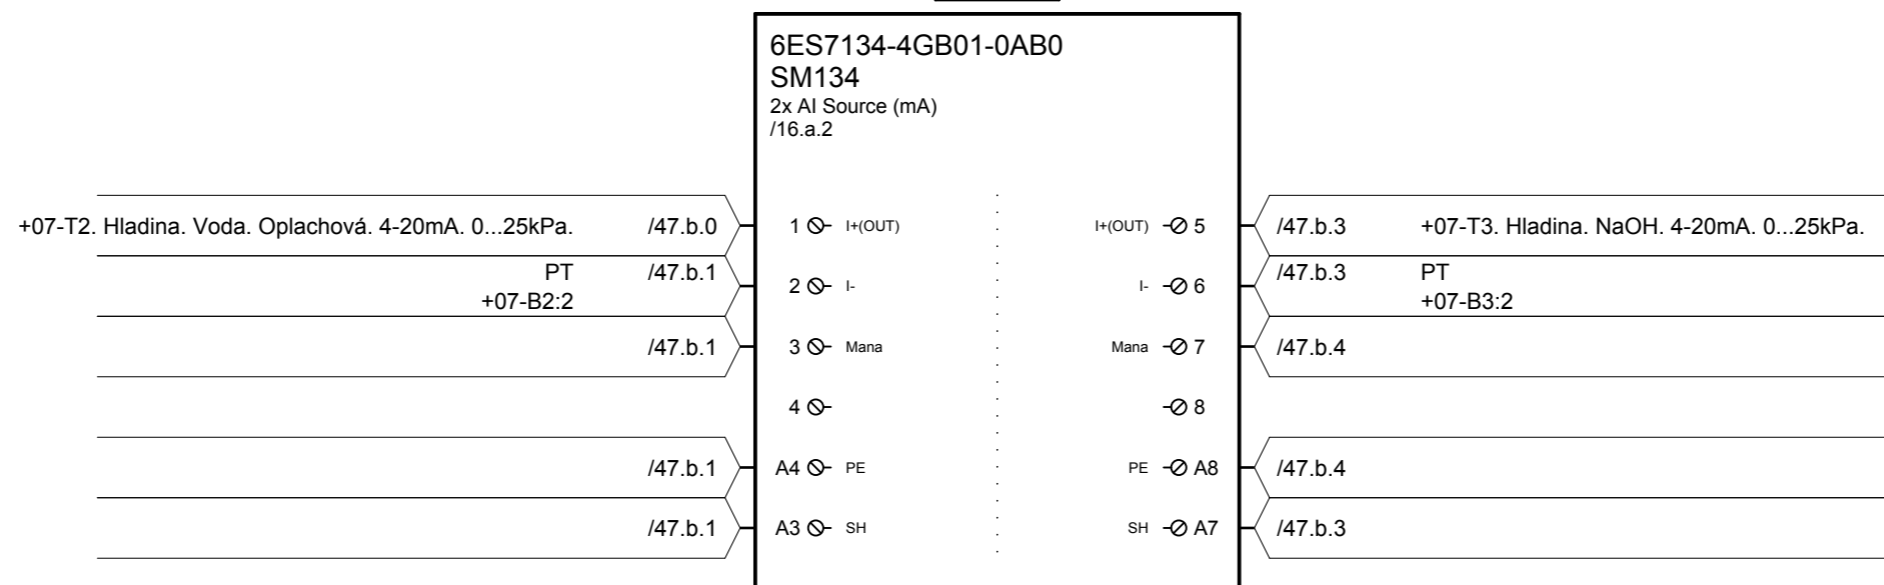 6ES7134-4GB01-0AB0
SM134
2x AI Source (mA)
/16.a.2
+07-T2. Hladina. Voda. Oplachová. 4-20mA. 0...25kPa. /47.b.0 1 I+(OUT) I+(OUT) 5 /47.b.3 +07-T3. Hladina. NaOH. 4-20mA. 0...25kPa.
PT /47.b.1 2 I- I- 6 /47.b.3 PT
+07-B2:2 +07-B3:2
/47.b.1 3 Mana Mana 7 /47.b.4
4 8
/47.b.1 A4 PE PE A8 /47.b.4
/47.b.1 A3 SH SH A7 /47.b.3